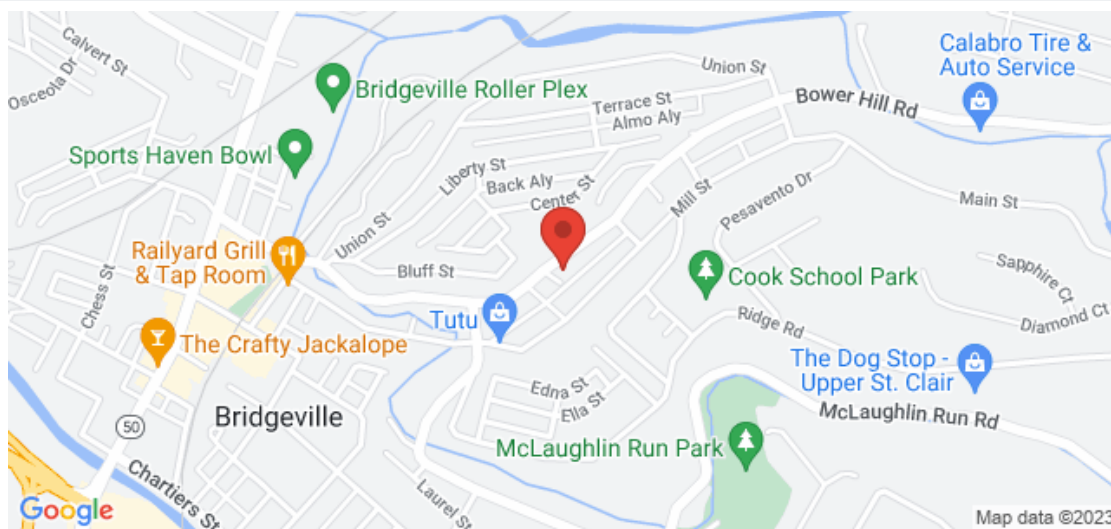 Calvert St
Osceola Dr
Bridgeville Roller Plex
Sports Haven Bowl
Union St
Terrace St
Almo Aly
Bower Hill Rd
Calabro Tire &
Auto Service
Liberty St
Back Aly
Center St
Mill St
Pesavento Dr
Main St
Union St
Bluff St
Railyard Grill
& Tap Room
Chess St
Tutu
Cook School Park
Sapphire Ct
Diamond Ct
Ridge Rd
The Crafty Jackalope
The Dog Stop -
Upper St. Clair
McLaughlin Run Rd
Edna St
Ella St
Bridgeville
50
McLaughlin Run Park
Chartiers St
Laurel St
Google
Map data ©2023